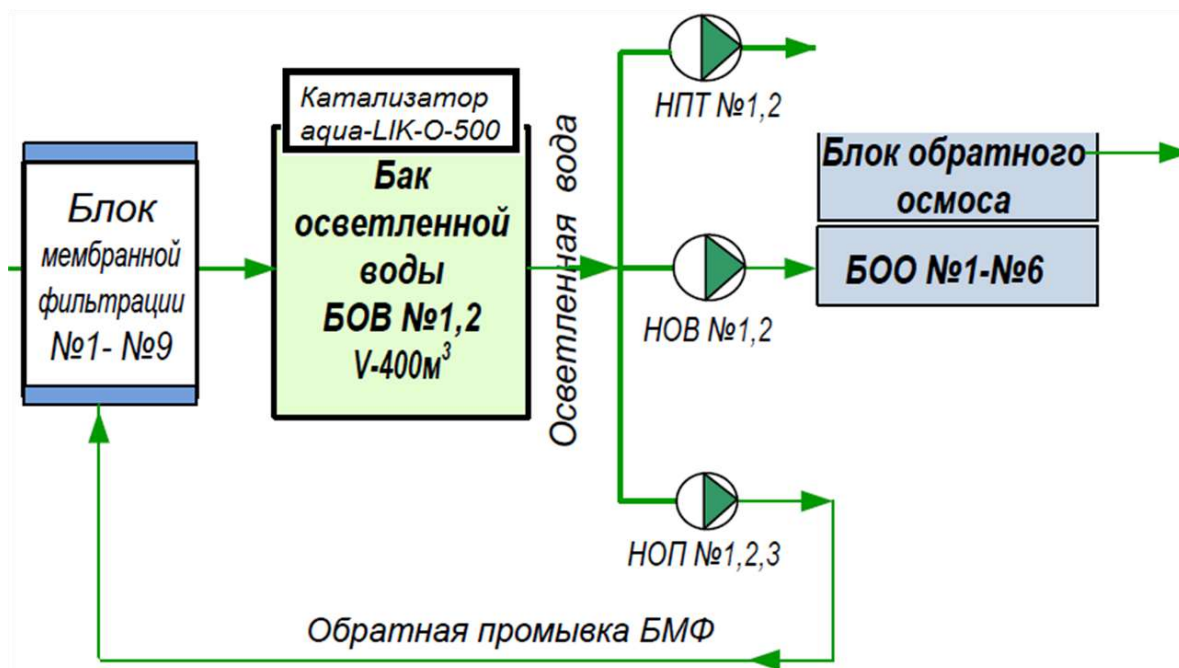 Блок
мембранной
фильтрации
№1- №9
Катализатор
aqua-LIK-O-500
Бак
осветленной
воды
БОВ №1,2
V-400м³
Осветленная вода
НПТ №1,2
Блок обратного
осмоса
БОО №1-№6
НОВ №1,2
НОП №1,2,3
Обратная промывка БМФ